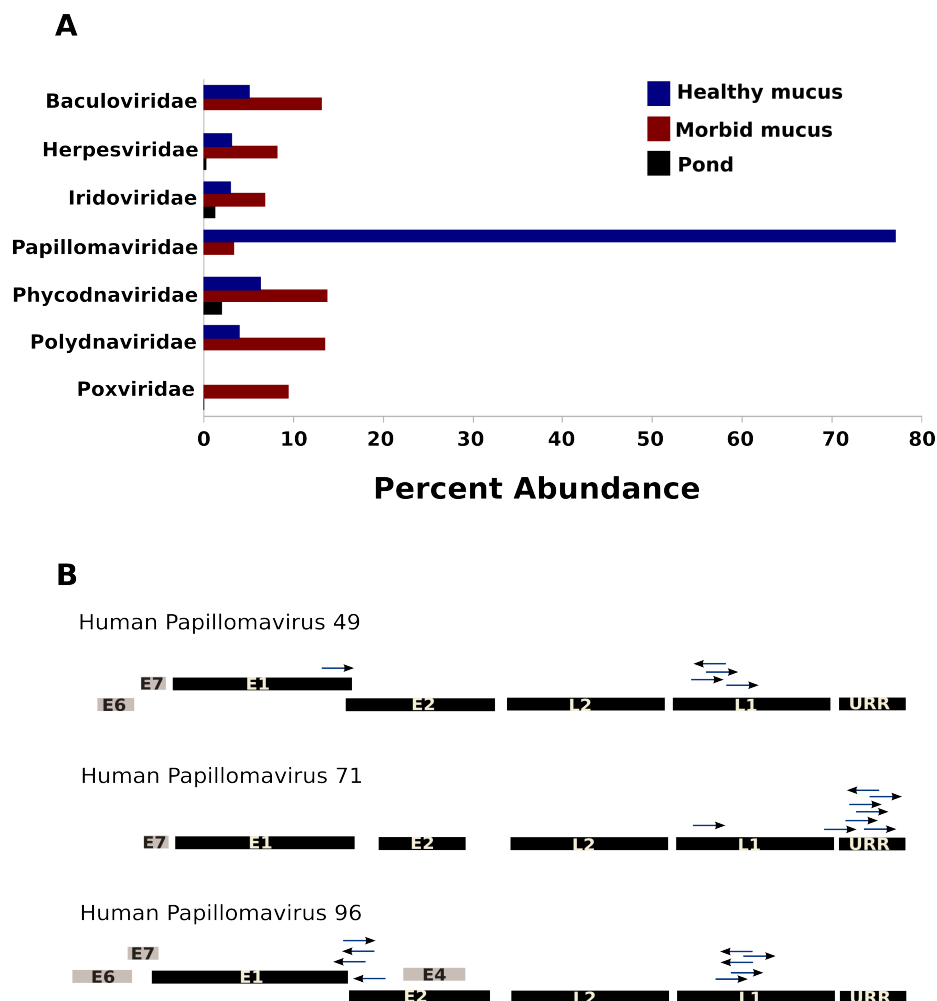 A
Baculoviridae
Herpesviridae
Iridoviridae
Papillomaviridae
Phycodnaviridae
Polydnaviridae
Poxviridae
Healthy mucus
Morbid mucus
Pond
0 10 20 30 40 50 60 70 80
Percent Abundance
B
Human Papillomavirus 49
E7 E1
E6 E2 L2 L1 URR
Human Papillomavirus 71
E7 E1 E2 L2 L1 URR
Human Papillomavirus 96
E7
E6 E1 E4
E2 L2 L1 URR